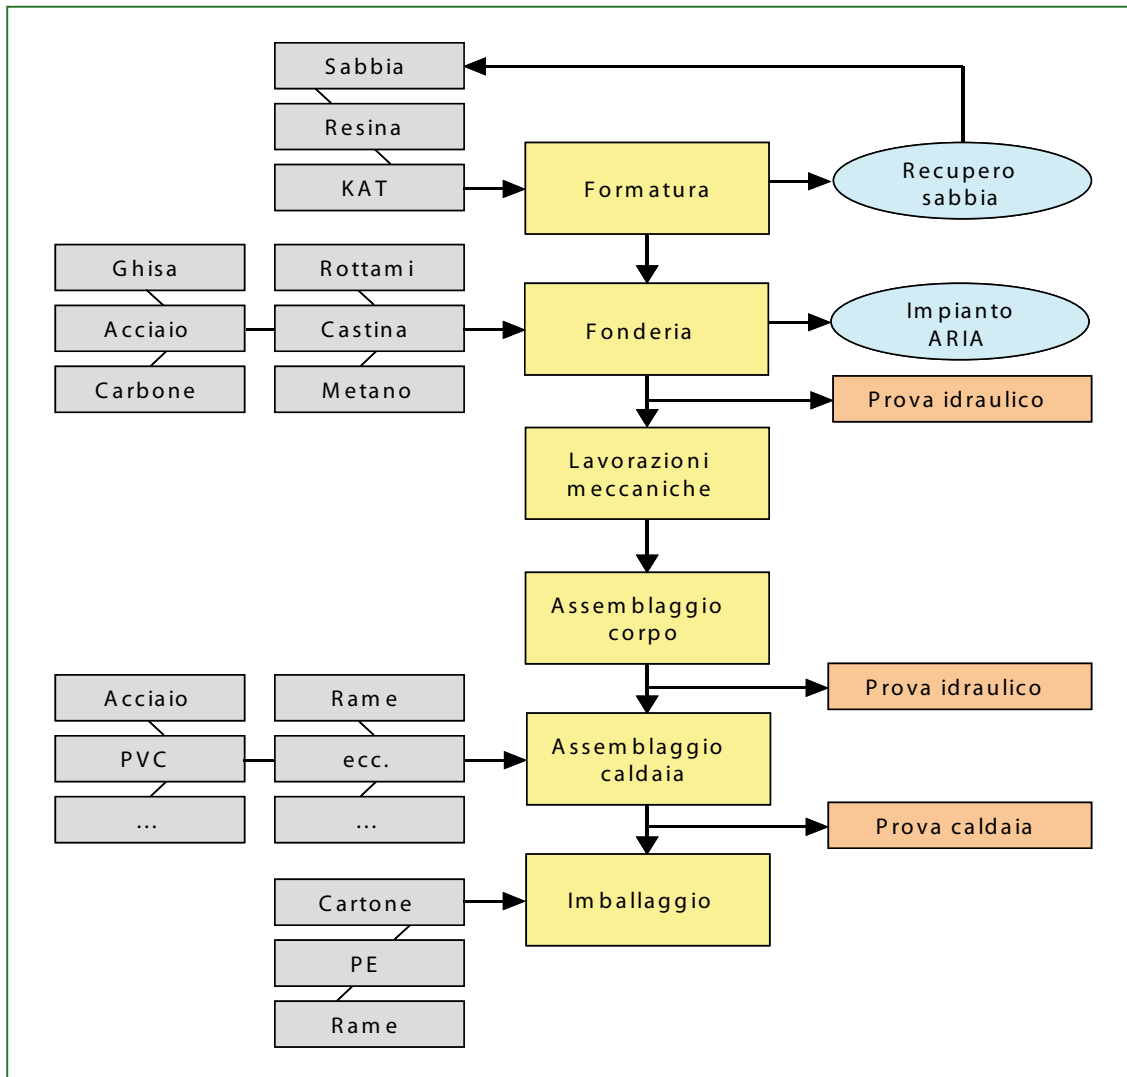 Sabbia
Resina
KAT
Formatura
Recupero
sabbia
Ghisa
Rottami
Acciaio
Castina
Fonderia
Impianto
ARIA
Carbone
Metano
Prova idraulico
Lavorazioni
meccaniche
Assemblaggio
corpo
Prova idraulico
Acciaio
Rame
PVC
ecc.
Assemblaggio
caldaia
...
...
Prova caldaia
Cartone
Imballaggio
PE
Rame